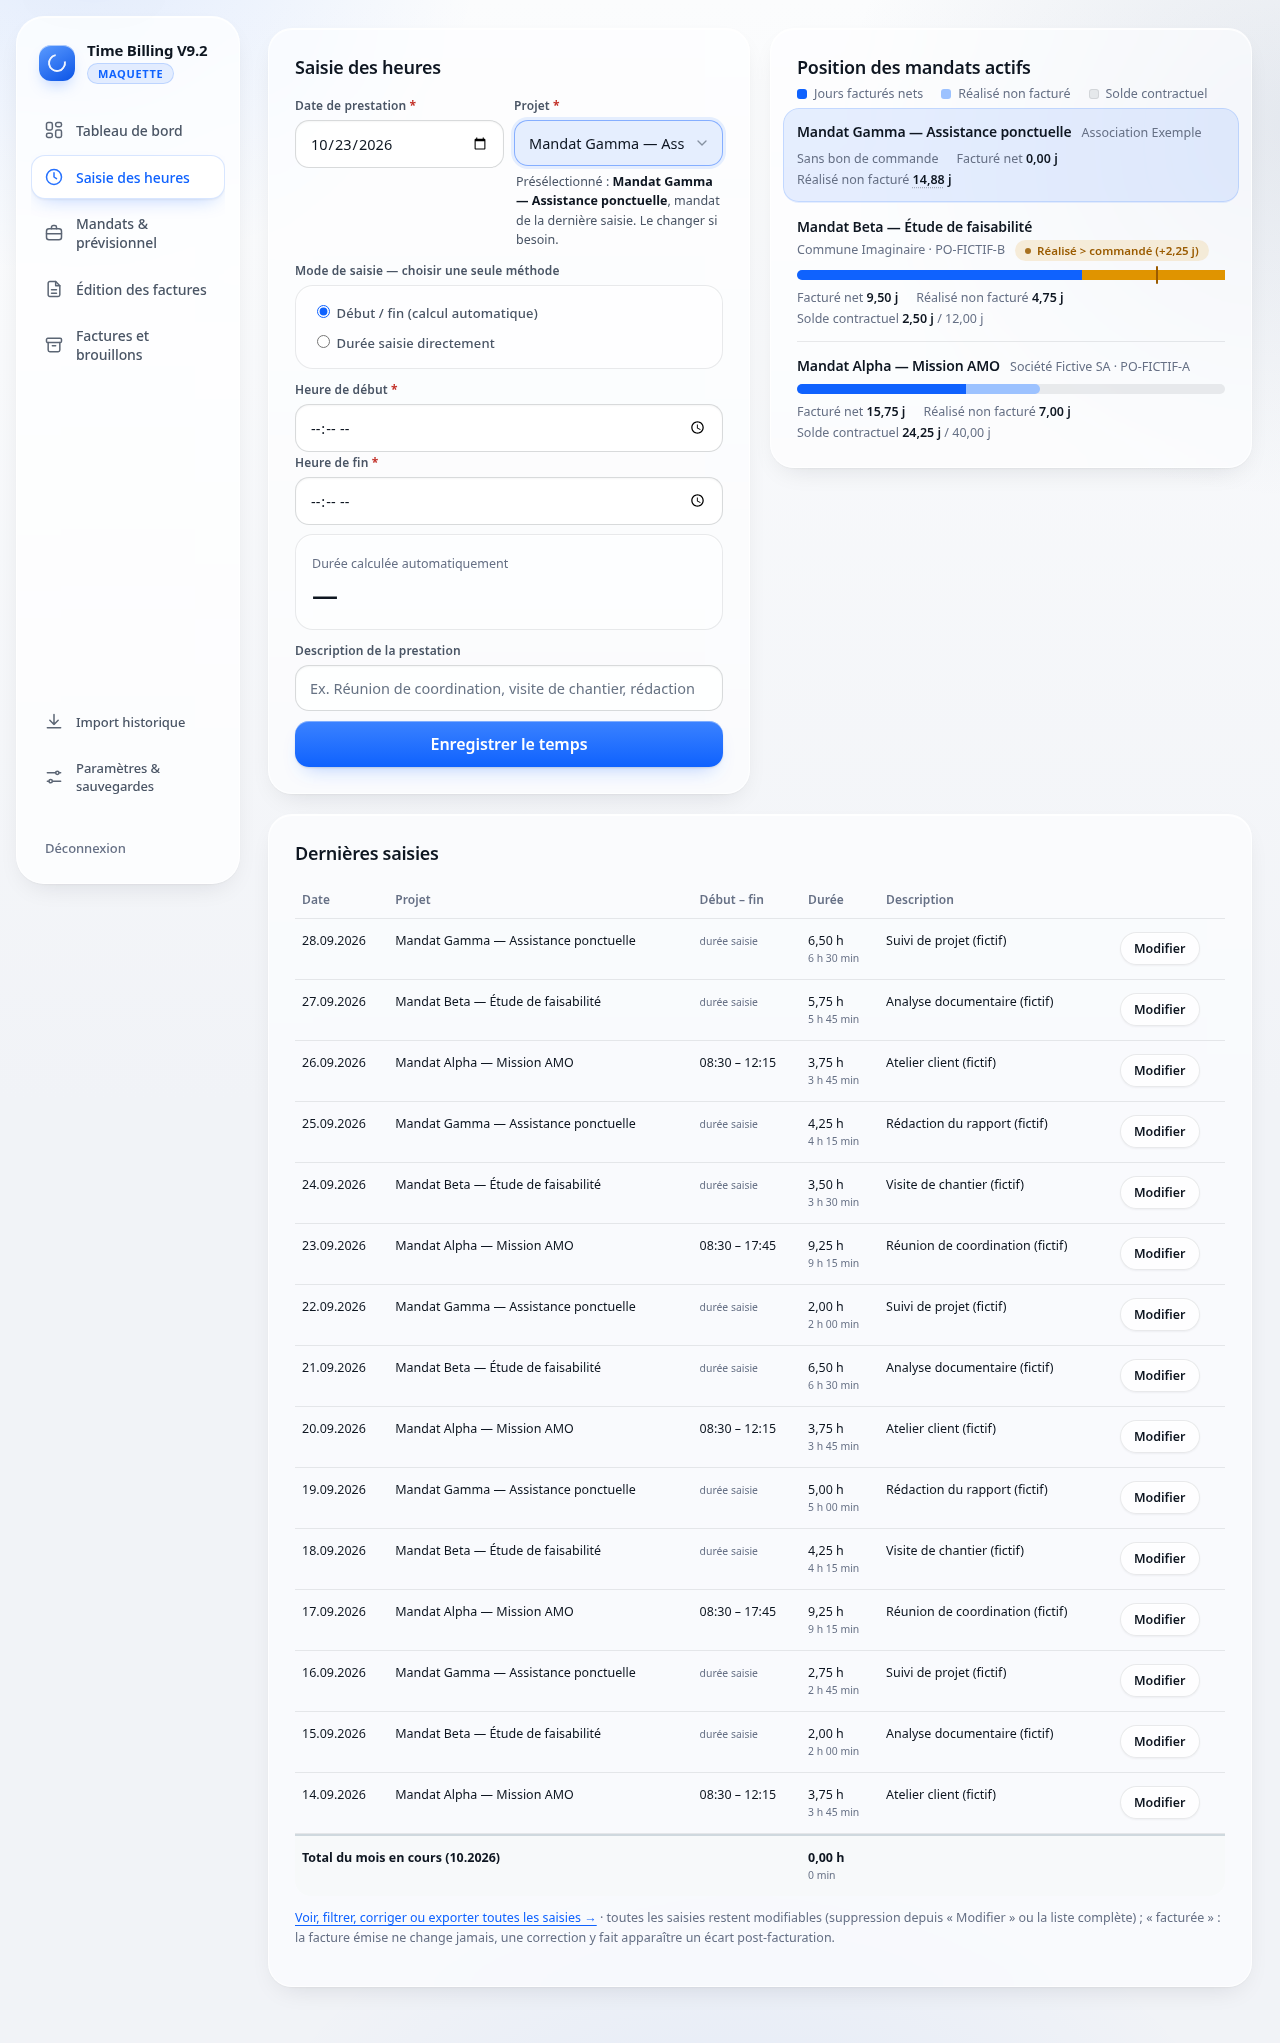 Time Billing V9.2
MAQUETTE
Tableau de bord
Saisie des heures
Mandats &
prévisionnel
Édition des factures
Factures et
brouillons
Import historique
Paramètres &
sauvegardes
Déconnexion
Saisie des heures
Date de prestation *
Projet *
10/23/2026
Mandat Gamma — Ass
Présélectionné : Mandat Gamma
— Assistance ponctuelle, mandat
de la dernière saisie. Le changer si
besoin.
Mode de saisie — choisir une seule méthode
Début / fin (calcul automatique)
Durée saisie directement
Heure de début *
--:-- --
Heure de fin *
--:-- --
Durée calculée automatiquement
—
Description de la prestation
Ex. Réunion de coordination, visite de chantier, rédaction
Enregistrer le temps
Position des mandats actifs
Jours facturés nets Réalisé non facturé Solde contractuel
Mandat Gamma — Assistance ponctuelle Association Exemple
Sans bon de commande Facturé net 0,00 j
Réalisé non facturé 14,88 j
Mandat Beta — Étude de faisabilité
Commune Imaginaire · PO-FICTIF-B Réalisé > commandé (+2,25 j)
Facturé net 9,50 j Réalisé non facturé 4,75 j
Solde contractuel 2,50 j / 12,00 j
Mandat Alpha — Mission AMO Société Fictive SA · PO-FICTIF-A
Facturé net 15,75 j Réalisé non facturé 7,00 j
Solde contractuel 24,25 j / 40,00 j
Dernières saisies
Date Projet Début – fin Durée Description
28.09.2026 Mandat Gamma — Assistance ponctuelle durée saisie 6,50 h Suivi de projet (fictif) Modifier
6 h 30 min
27.09.2026 Mandat Beta — Étude de faisabilité durée saisie 5,75 h Analyse documentaire (fictif) Modifier
5 h 45 min
26.09.2026 Mandat Alpha — Mission AMO 08:30 – 12:15 3,75 h Atelier client (fictif) Modifier
3 h 45 min
25.09.2026 Mandat Gamma — Assistance ponctuelle durée saisie 4,25 h Rédaction du rapport (fictif) Modifier
4 h 15 min
24.09.2026 Mandat Beta — Étude de faisabilité durée saisie 3,50 h Visite de chantier (fictif) Modifier
3 h 30 min
23.09.2026 Mandat Alpha — Mission AMO 08:30 – 17:45 9,25 h Réunion de coordination (fictif) Modifier
9 h 15 min
22.09.2026 Mandat Gamma — Assistance ponctuelle durée saisie 2,00 h Suivi de projet (fictif) Modifier
2 h 00 min
21.09.2026 Mandat Beta — Étude de faisabilité durée saisie 6,50 h Analyse documentaire (fictif) Modifier
6 h 30 min
20.09.2026 Mandat Alpha — Mission AMO 08:30 – 12:15 3,75 h Atelier client (fictif) Modifier
3 h 45 min
19.09.2026 Mandat Gamma — Assistance ponctuelle durée saisie 5,00 h Rédaction du rapport (fictif) Modifier
5 h 00 min
18.09.2026 Mandat Beta — Étude de faisabilité durée saisie 4,25 h Visite de chantier (fictif) Modifier
4 h 15 min
17.09.2026 Mandat Alpha — Mission AMO 08:30 – 17:45 9,25 h Réunion de coordination (fictif) Modifier
9 h 15 min
16.09.2026 Mandat Gamma — Assistance ponctuelle durée saisie 2,75 h Suivi de projet (fictif) Modifier
2 h 45 min
15.09.2026 Mandat Beta — Étude de faisabilité durée saisie 2,00 h Analyse documentaire (fictif) Modifier
2 h 00 min
14.09.2026 Mandat Alpha — Mission AMO 08:30 – 12:15 3,75 h Atelier client (fictif) Modifier
3 h 45 min
Total du mois en cours (10.2026) 0,00 h
0 min
Voir, filtrer, corriger ou exporter toutes les saisies → · toutes les saisies restent modifiables (suppression depuis « Modifier » ou la liste complète) ; « facturée » :
la facture émise ne change jamais, une correction y fait apparaître un écart post-facturation.